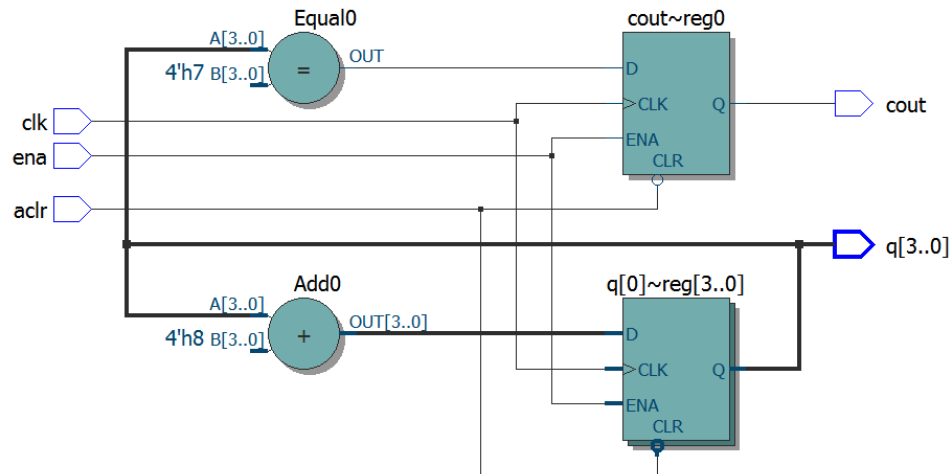 Equal0
cout~reg0
A[3..0]
4'h7 B[3..0]
=
OUT
D
CLK
ENA
CLR
Q
cout
clk
ena
aclr
q[3..0]
Add0
q[0]~reg[3..0]
A[3..0]
4'h8 B[3..0]
+
OUT[3..0]
D
CLK
ENA
CLR
Q